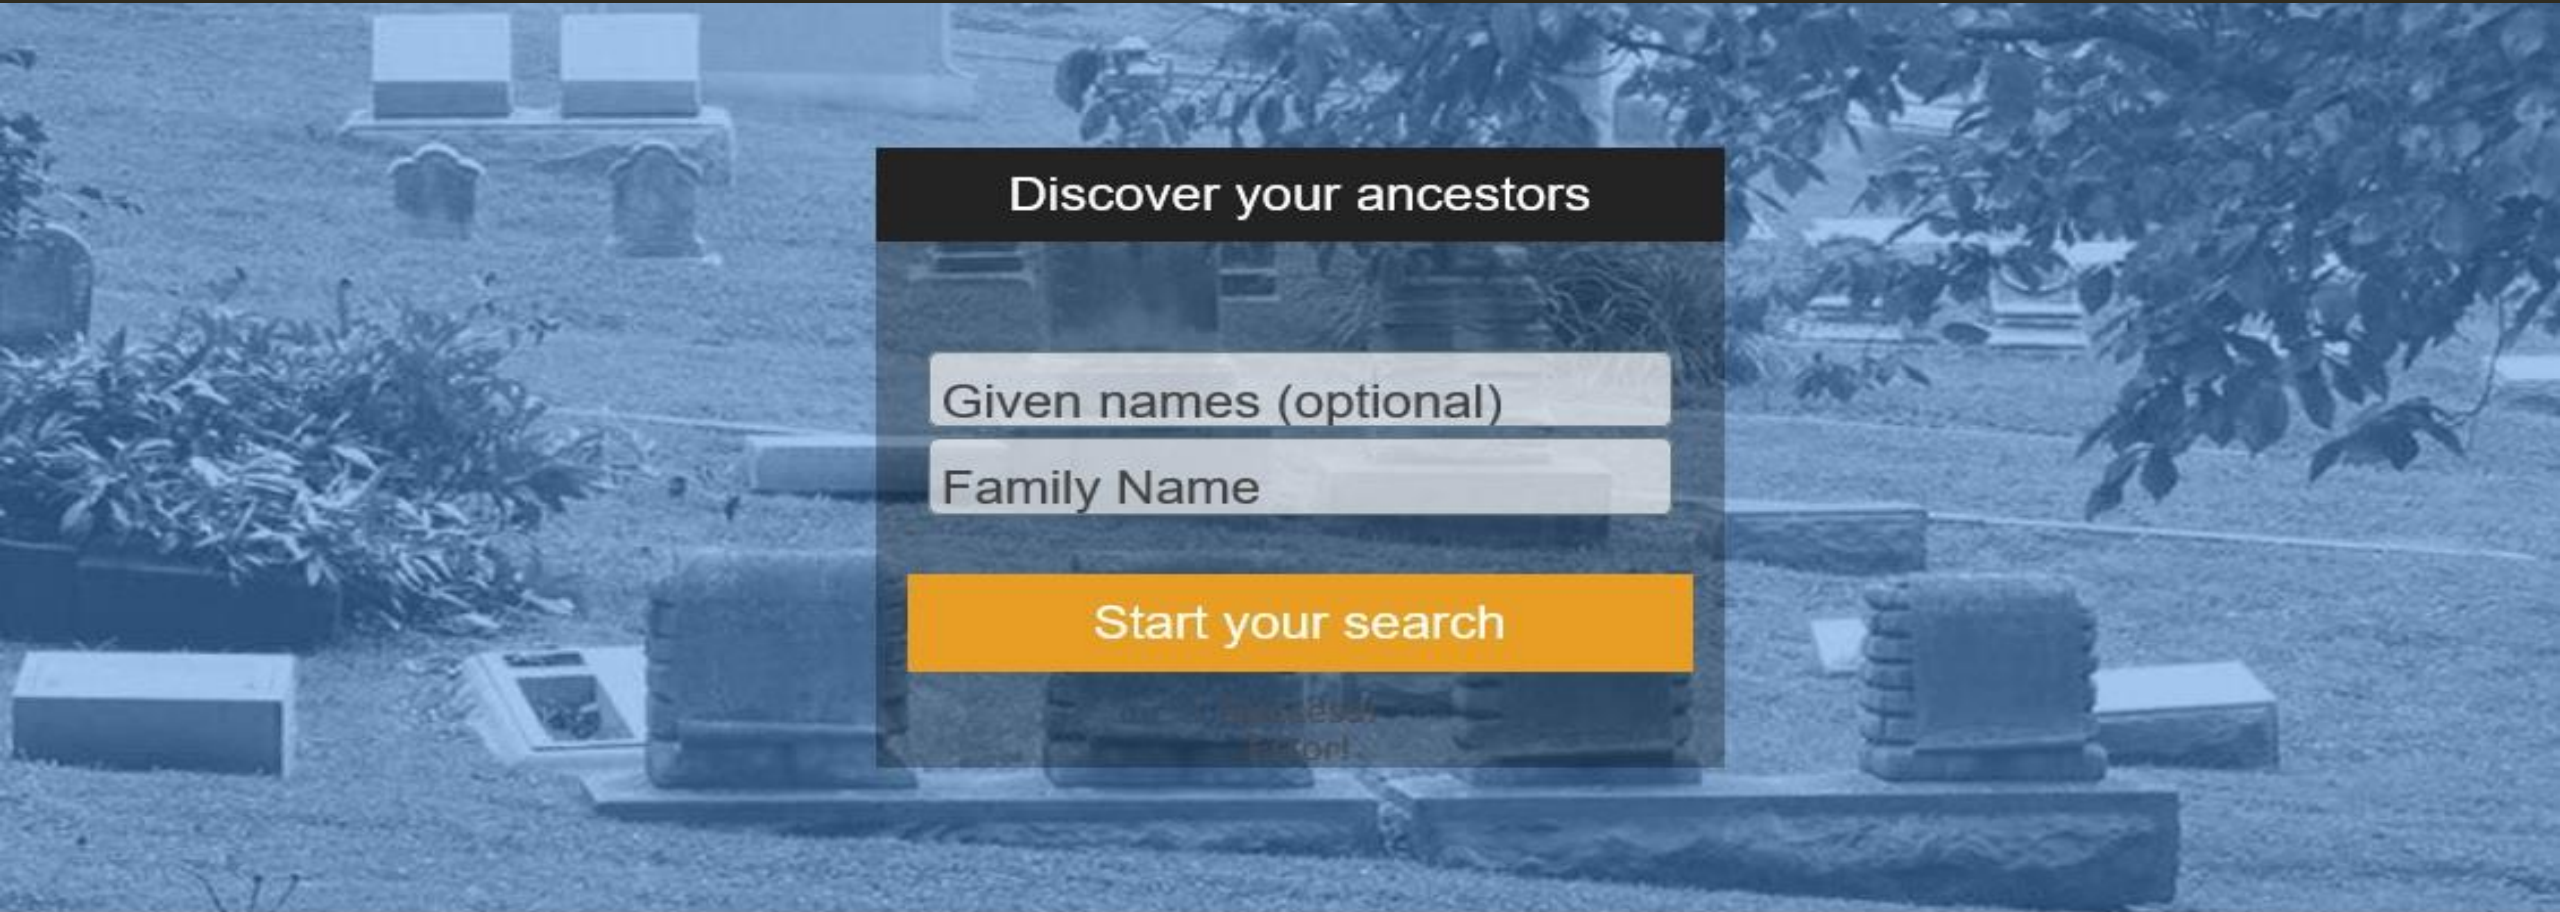 Discover your ancestors
Given names (optional)
Family Name
Start your search